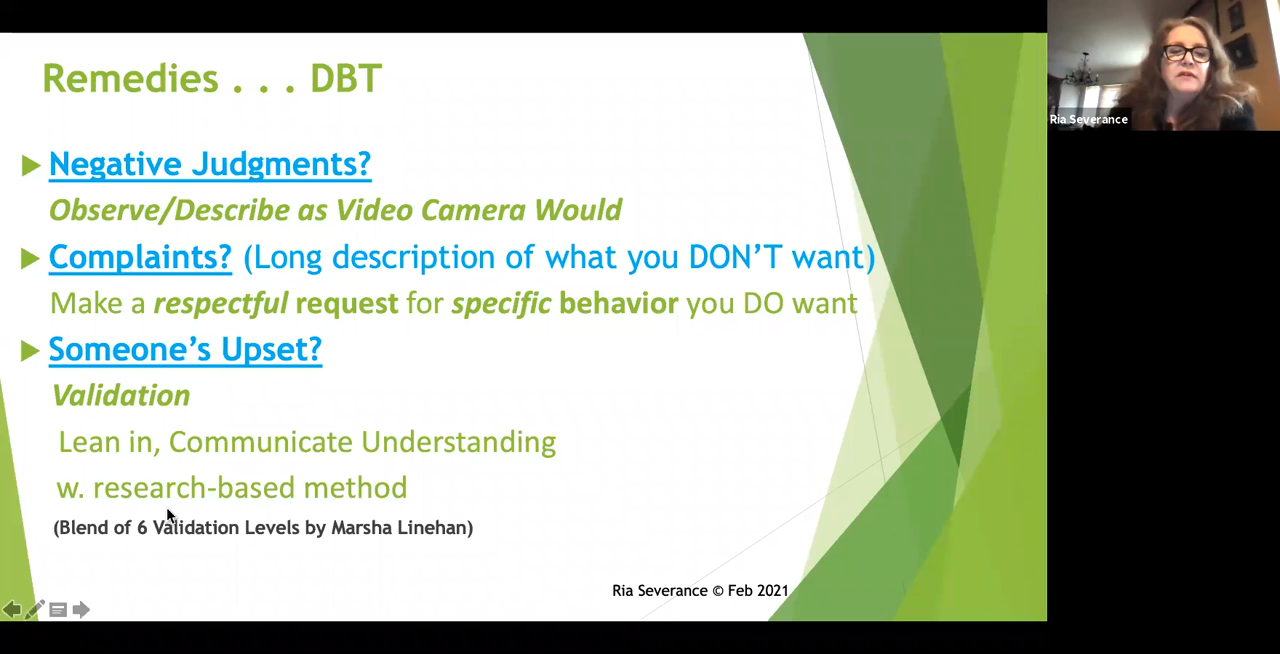 Remedies . . . DBT
Negative Judgments?
Observe/Describe as Video Camera Would
Complaints? (Long description of what you DON'T want)
Make a respectful request for specific behavior you DO want
Someone's Upset?
Validation
Lean in, Communicate Understanding
w. research-based method
(Blend of 6 Validation Levels by Marsha Linehan)
Ria Severance © Feb 2021
Ria Severance